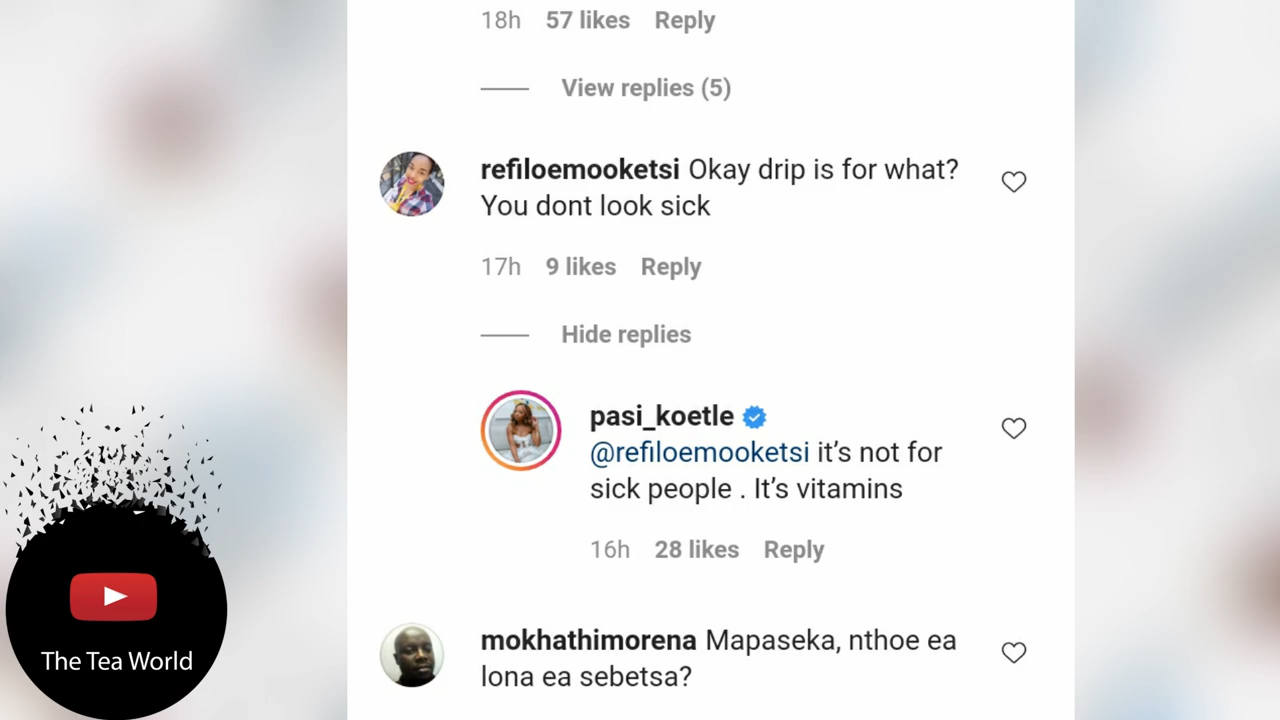 18h 57 likes Reply
View replies (5)
refiloemooketsi Okay drip is for what?
You dont look sick
17h 9 likes Reply
Hide replies
pasi_koetle
@refiloemooketsi it’s not for
sick people . It’s vitamins
16h 28 likes Reply
mokhathimorena Mapaseka, nthoe ea
lona ea sebetsa?
The Tea World